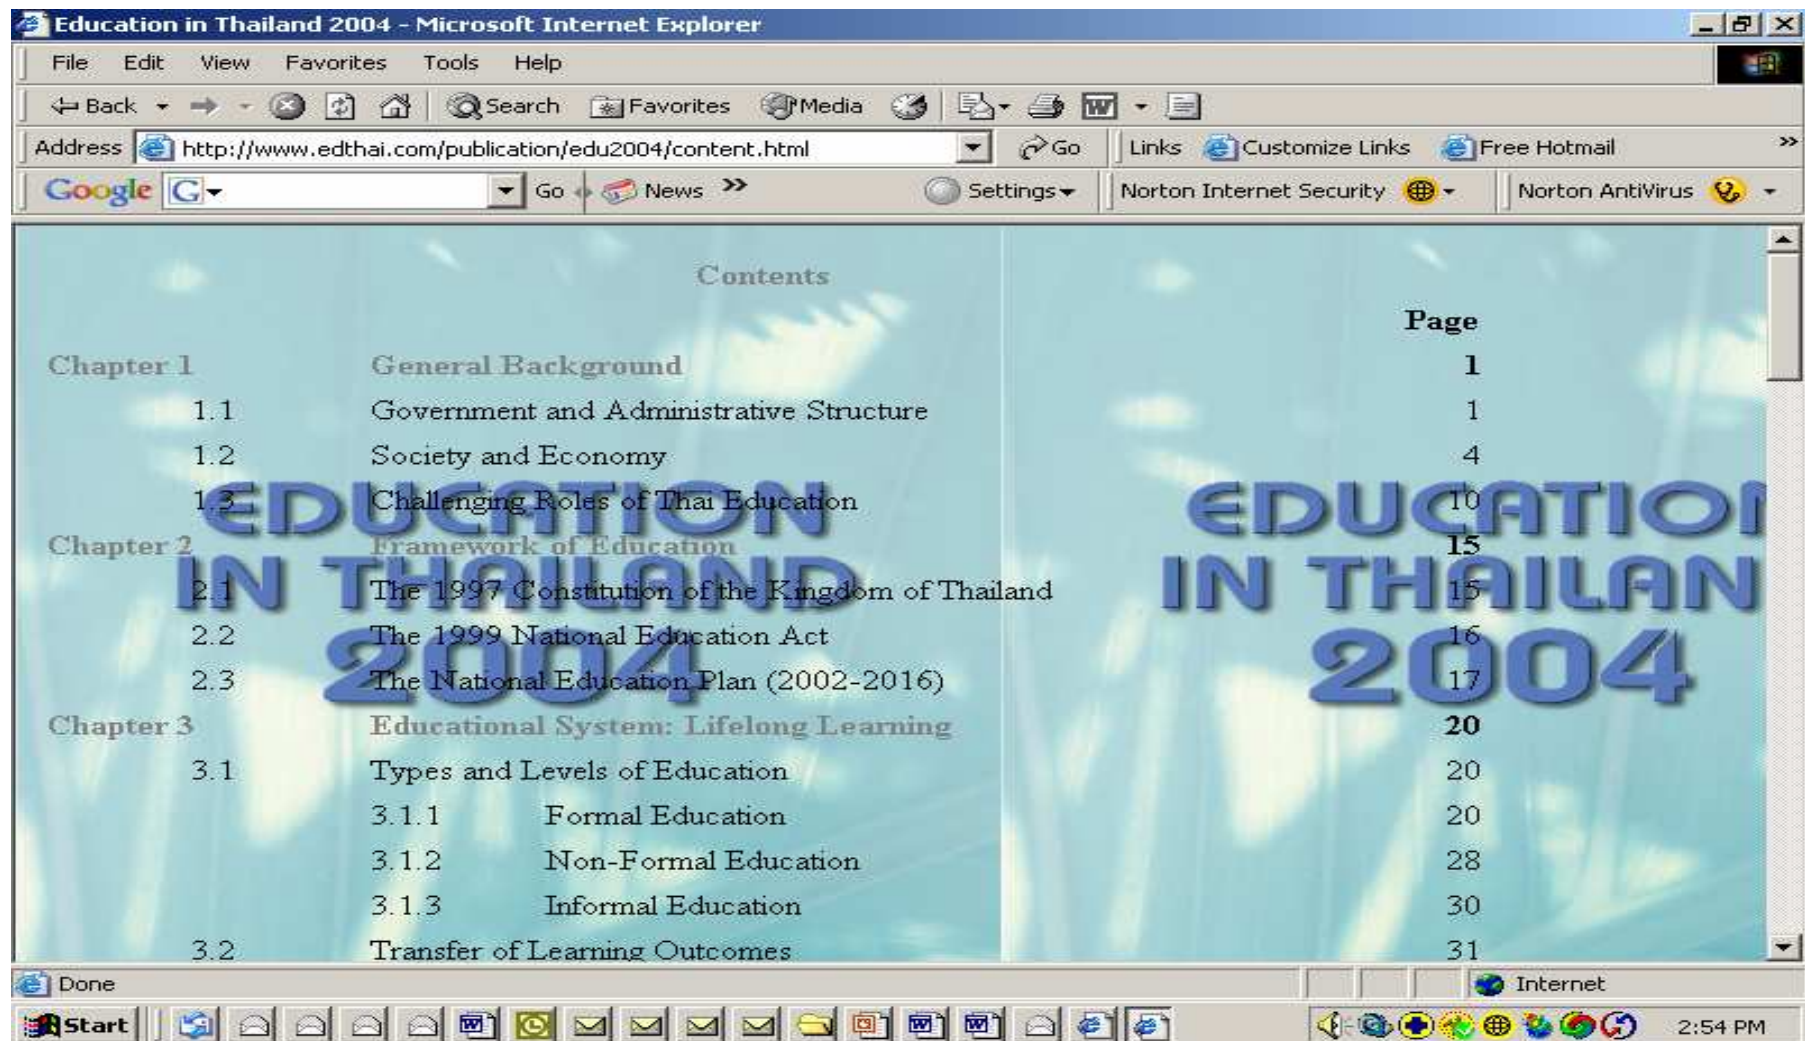 Education in Thailand 2004 - Microsoft Internet Explorer
File Edit View Favorites Tools Help
Back Search Favorites Media
Address http://www.edthai.com/publication/edu2004/content.html Go Links Customize Links Free Hotmail »
Google G Go News » Settings Norton Internet Security Norton AntiVirus
Contents
Page
Chapter 1 General Background 1
1.1 Government and Administrative Structure 1
1.2 Society and Economy 4
1.3 Challenging Roles of Thai Education 10
Chapter 2 Framework of Education 15
2.1 The 1997 Constitution of the Kingdom of Thailand 15
2.2 The 1999 National Education Act 16
2.3 The National Education Plan (2002-2016) 17
Chapter 3 Educational System: Lifelong Learning 20
3.1 Types and Levels of Education 20
3.1.1 Formal Education 20
3.1.2 Non-Formal Education 28
3.1.3 Informal Education 30
3.2 Transfer of Learning Outcomes 31
EDUCATION
IN THAILAND
2004
EDUCATION
IN THAILAN
2004
Done Internet
Start 2:54 PM